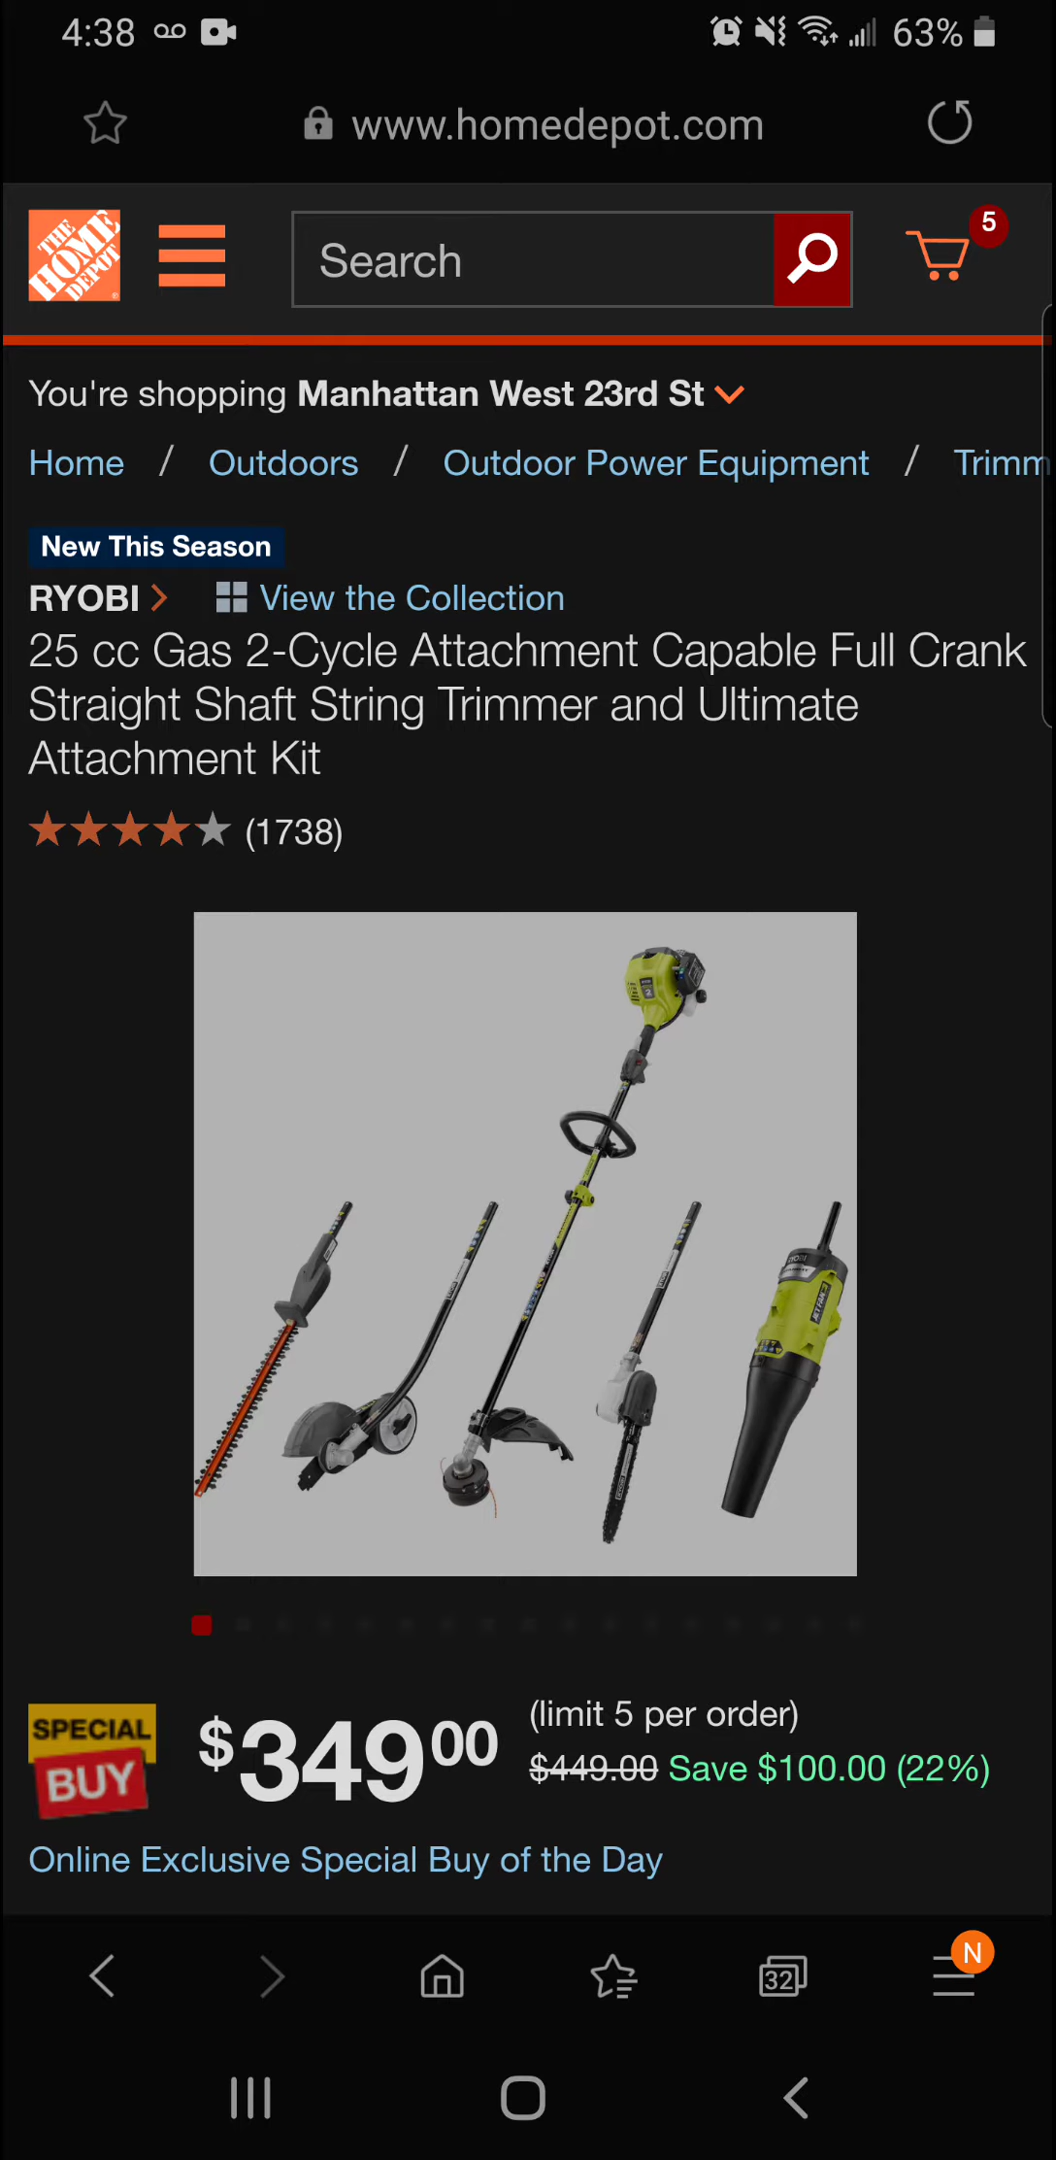 4:38
63%
www.homedepot.com
THE HOME DEPOT
Search
5
You're shopping Manhattan West 23rd St
Home / Outdoors / Outdoor Power Equipment / Trimm
New This Season
RYOBI
View the Collection
25 cc Gas 2-Cycle Attachment Capable Full Crank
Straight Shaft String Trimmer and Ultimate
Attachment Kit
(1738)
SPECIAL
BUY
$349 00
(limit 5 per order)
$449.00 Save $100.00 (22%)
Online Exclusive Special Buy of the Day
32
N